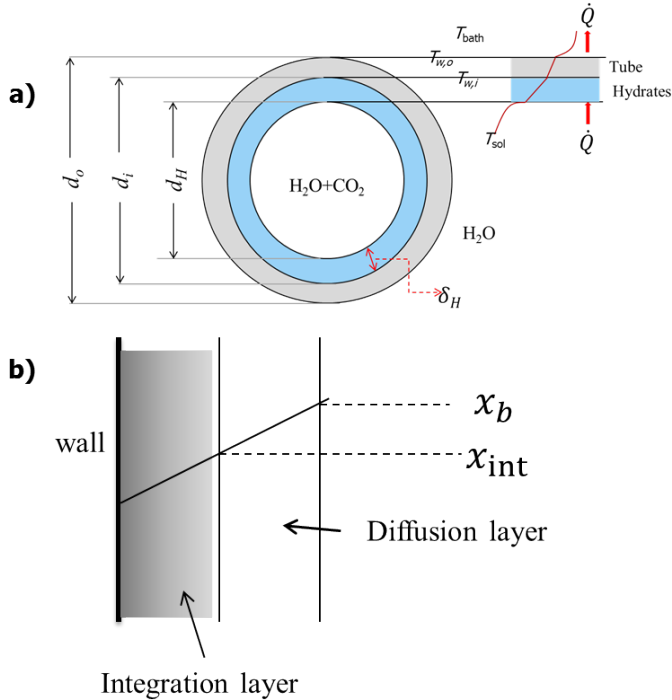 a)
d_o
d_i
d_H
H₂O+CO₂
H₂O
δ_H
T_bath
T_w,o
T_w,i
T_sol
Q̇
Tube
Hydrates
Q̇
b)
wall
x_b
x_int
Diffusion layer
Integration layer